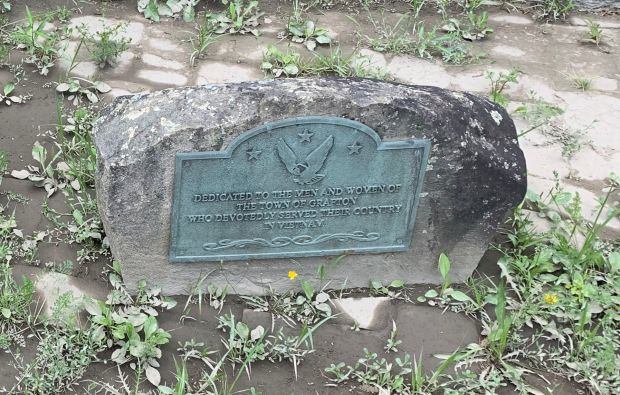 DEDICATED TO THE MEN AND WOMEN OF
THE TOWN OF GRAFTON
WHO DEVOTEDLY SERVED THEIR COUNTRY
IN VIETNAM